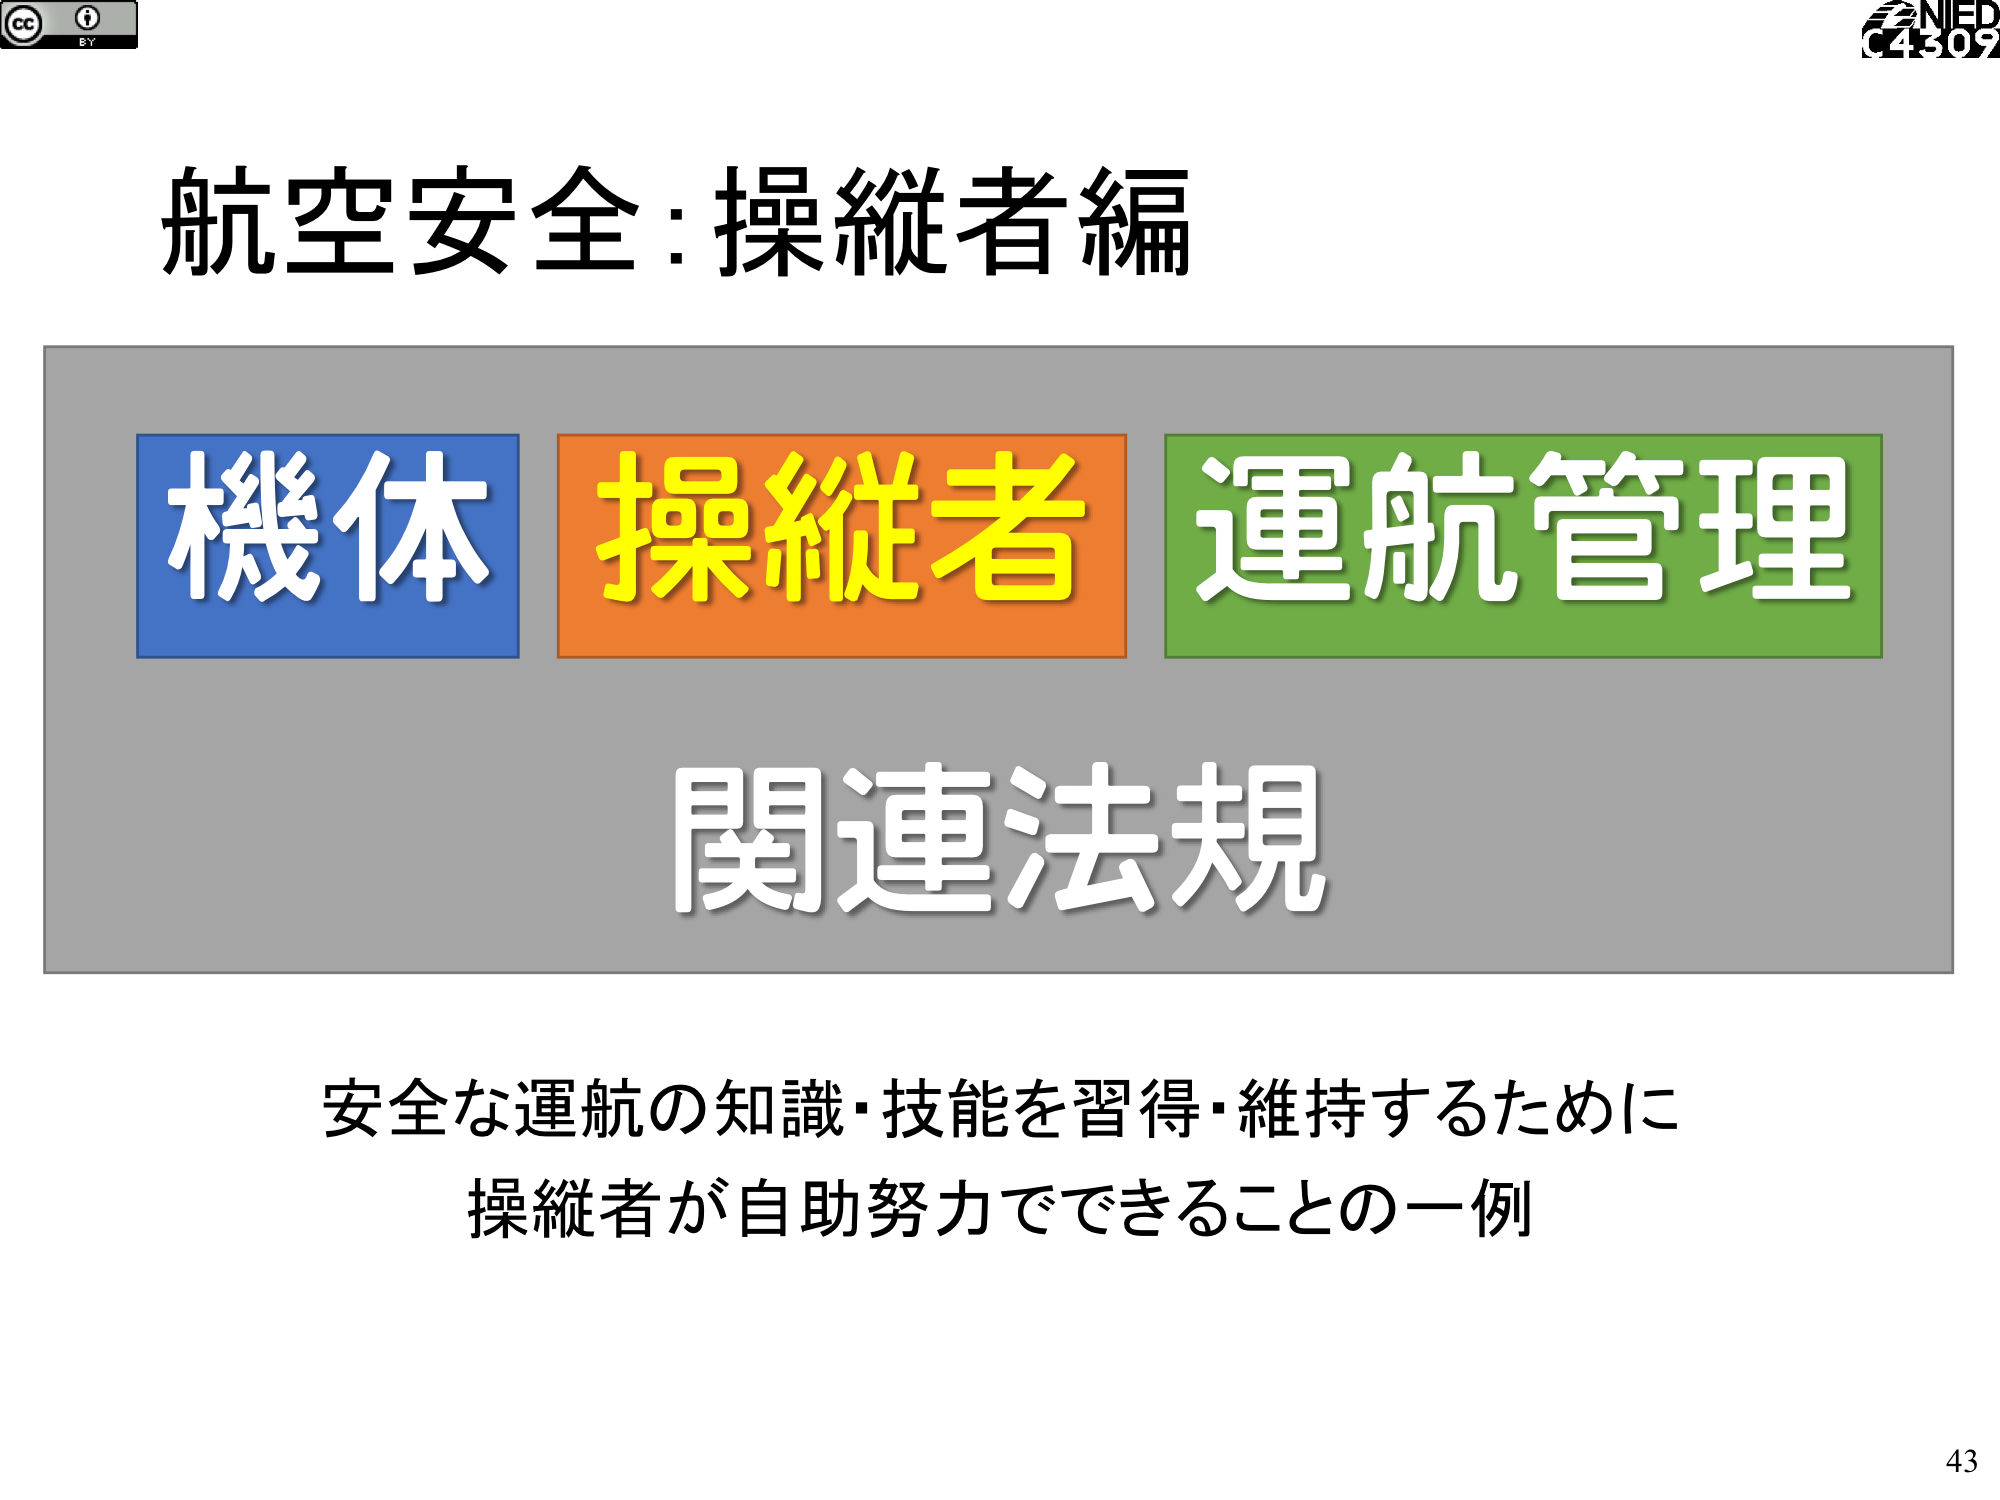 cc BY
NIED
C4309
航空安全:操縦者編
機体 操縦者 運航管理
関連法規
安全な運航の知識・技能を習得・維持するために
操縦者が自助努力でできることの一例
43